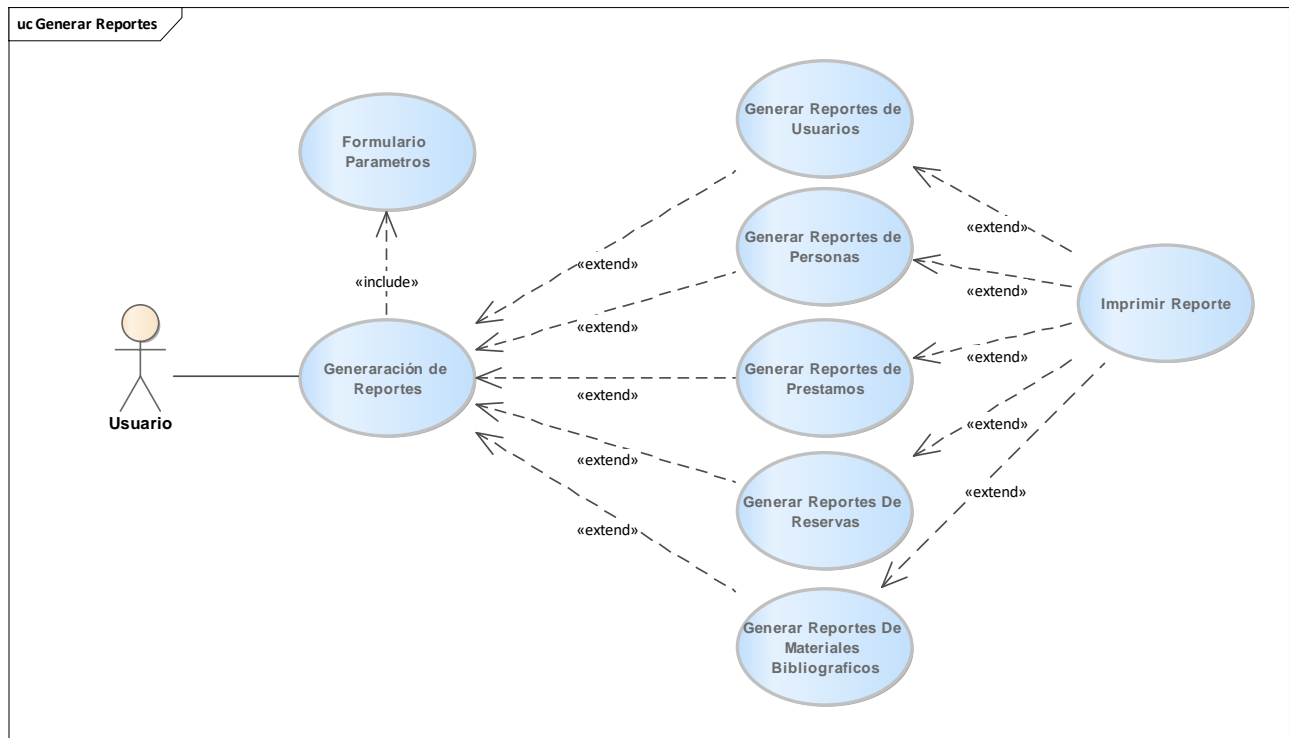 uc Generar Reportes
Formulario
Parametros
«include»
Generaración de
Reportes
Usuario
«extend»
«extend»
«extend»
«extend»
«extend»
Generar Reportes de
Usuarios
Generar Reportes de
Personas
Generar Reportes de
Prestamos
Generar Reportes De
Reservas
Generar Reportes De
Materiales
Bibliograficos
«extend»
«extend»
«extend»
«extend»
«extend»
Imprimir Reporte